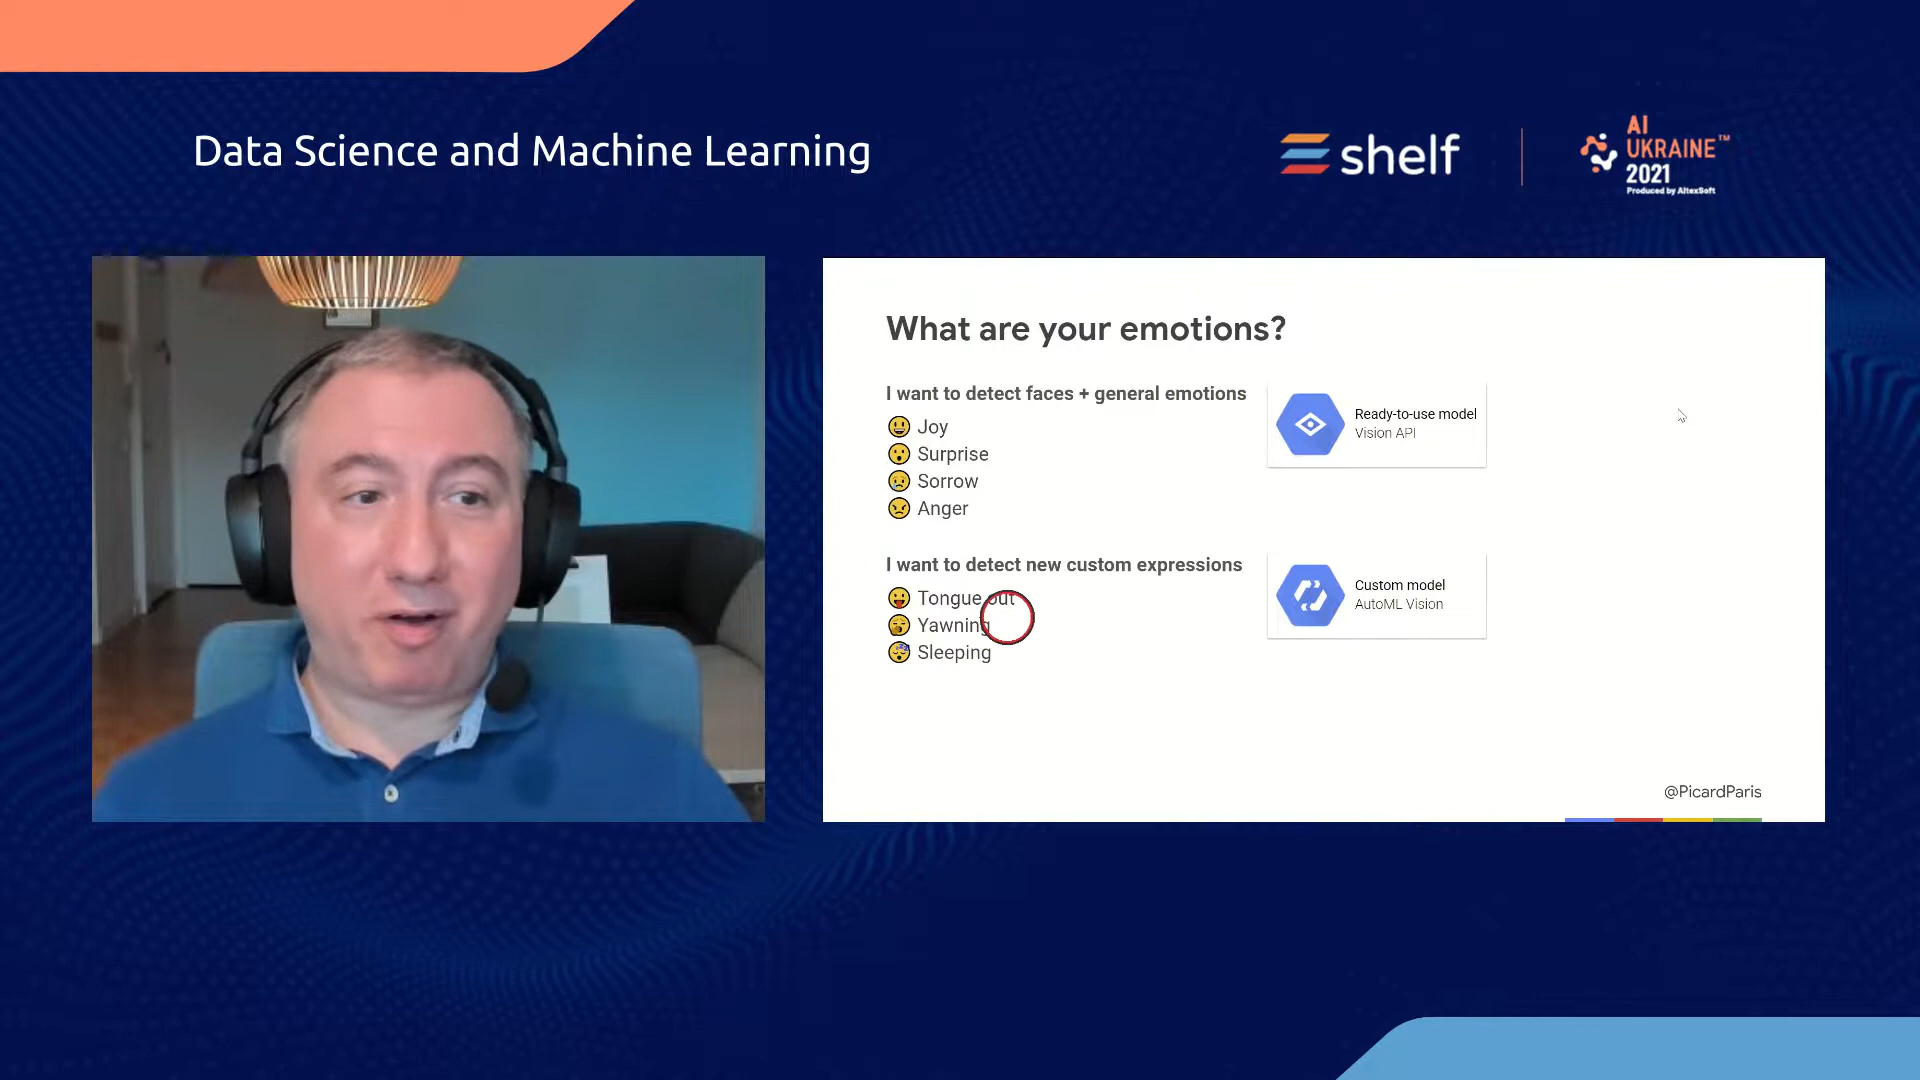 Data Science and Machine Learning
shelf
AI
UKRAINE™
2021
Produced by AltexSoft
What are your emotions?
I want to detect faces + general emotions
Joy
Surprise
Sorrow
Anger
Ready-to-use model
Vision API
I want to detect new custom expressions
Tongue out
Yawning
Sleeping
Custom model
AutoML Vision
@PicardParis